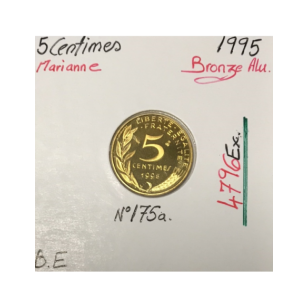 5 Centimes 1995
Marianne Bronze Alu.
LIBERTE·EGALITE
FRATERNITE
5
CENTIMES
1995
4796 Ex.
N°175a.
B.E